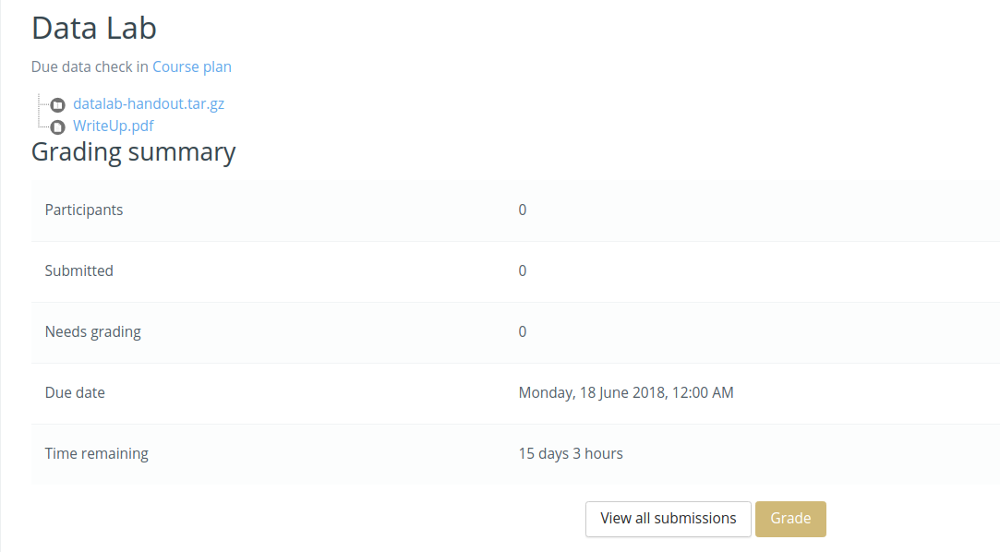 Data Lab
Due data check in Course plan
datalab-handout.tar.gz
WriteUp.pdf
Grading summary
Participants 0
Submitted 0
Needs grading 0
Due date Monday, 18 June 2018, 12:00 AM
Time remaining 15 days 3 hours
View all submissions Grade